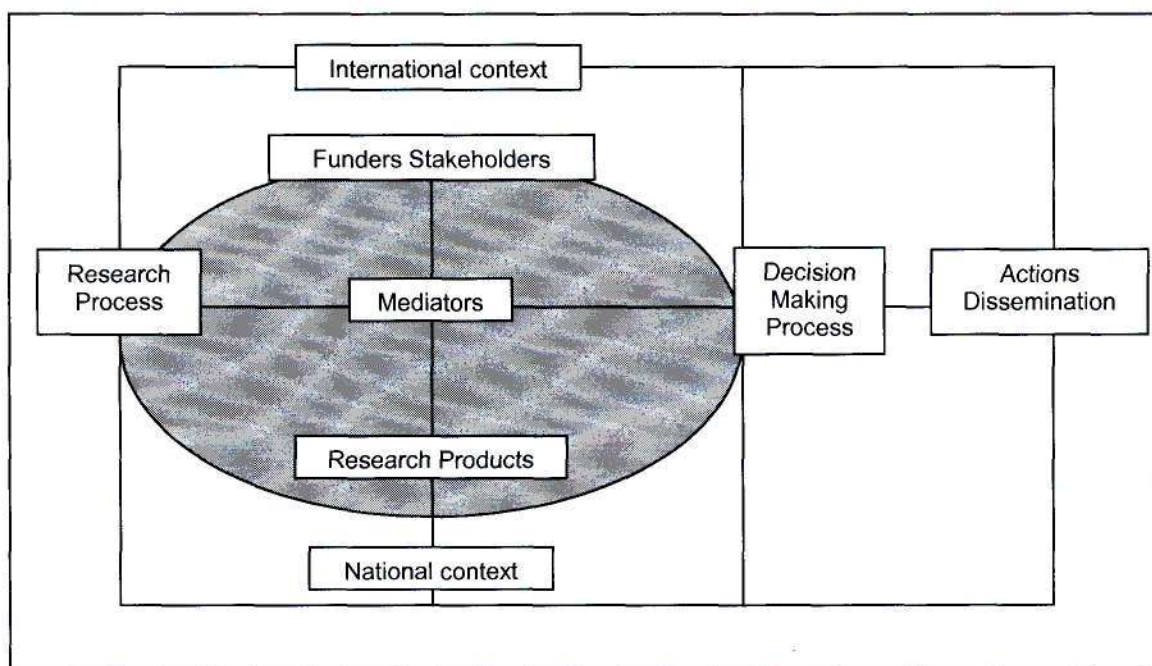 International context
Funders Stakeholders
Research
Process
Mediators
Decision
Making
Process
Actions
Dissemination
Research Products
National context